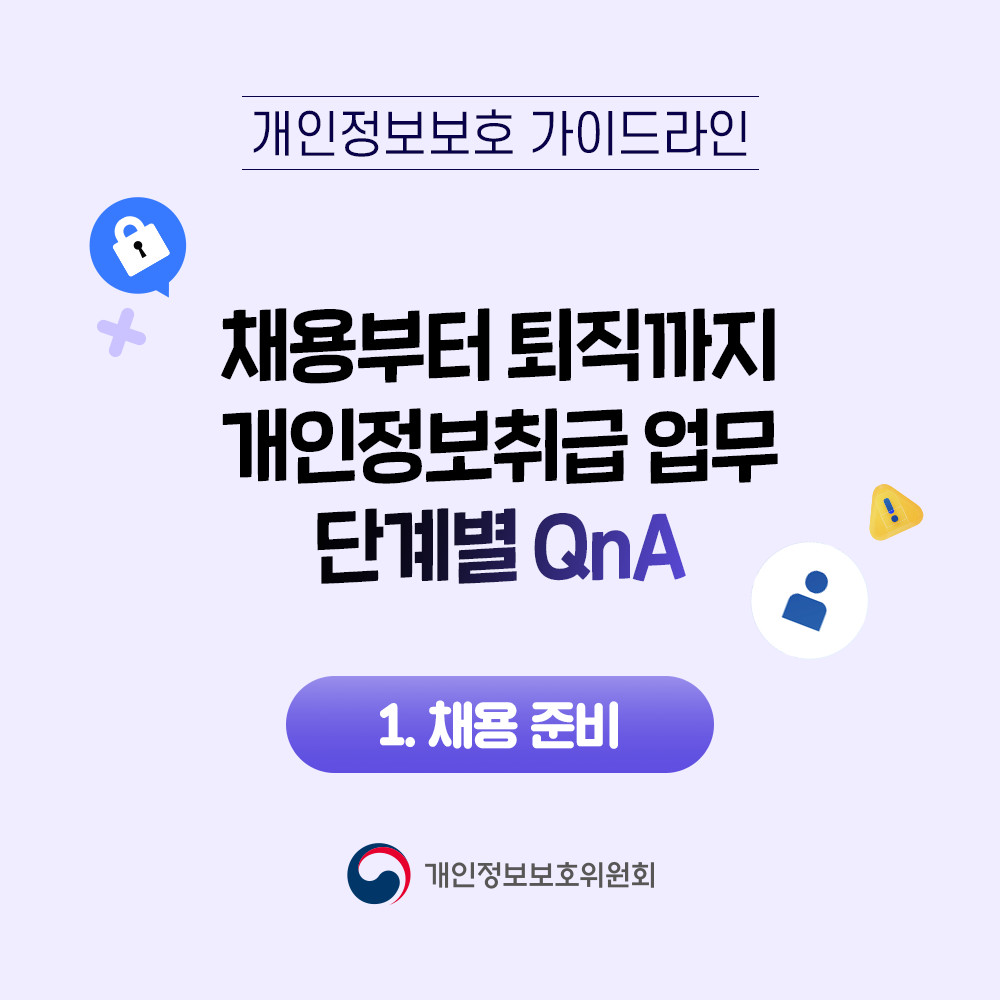 개인정보보호 가이드라인
채용부터 퇴직까지
개인정보취급 업무
단계별 QnA
1. 채용 준비
개인정보보호위원회